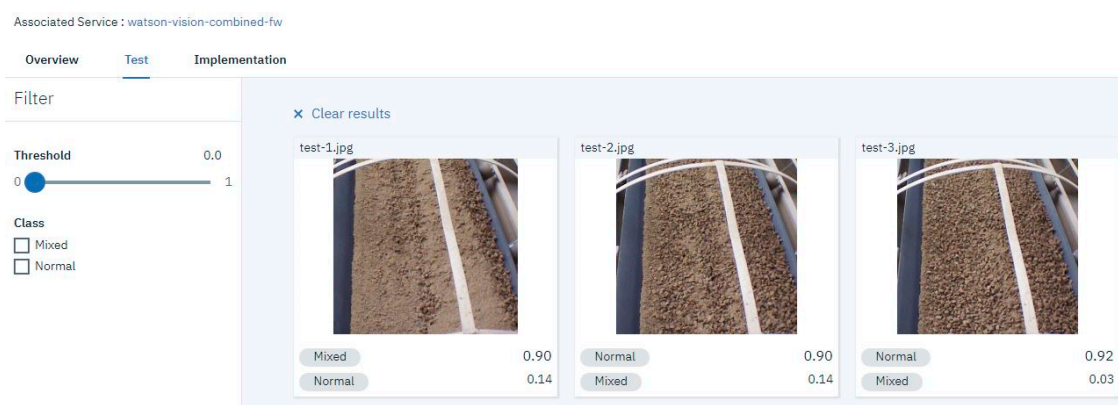 Associated Service : watson-vision-combined-fw
Overview Test Implementation
Filter
× Clear results
Threshold 0.0
0 1
Class
Mixed
Normal
test-1.jpg
Mixed 0.90
Normal 0.14
test-2.jpg
Normal 0.90
Mixed 0.14
test-3.jpg
Normal 0.92
Mixed 0.03